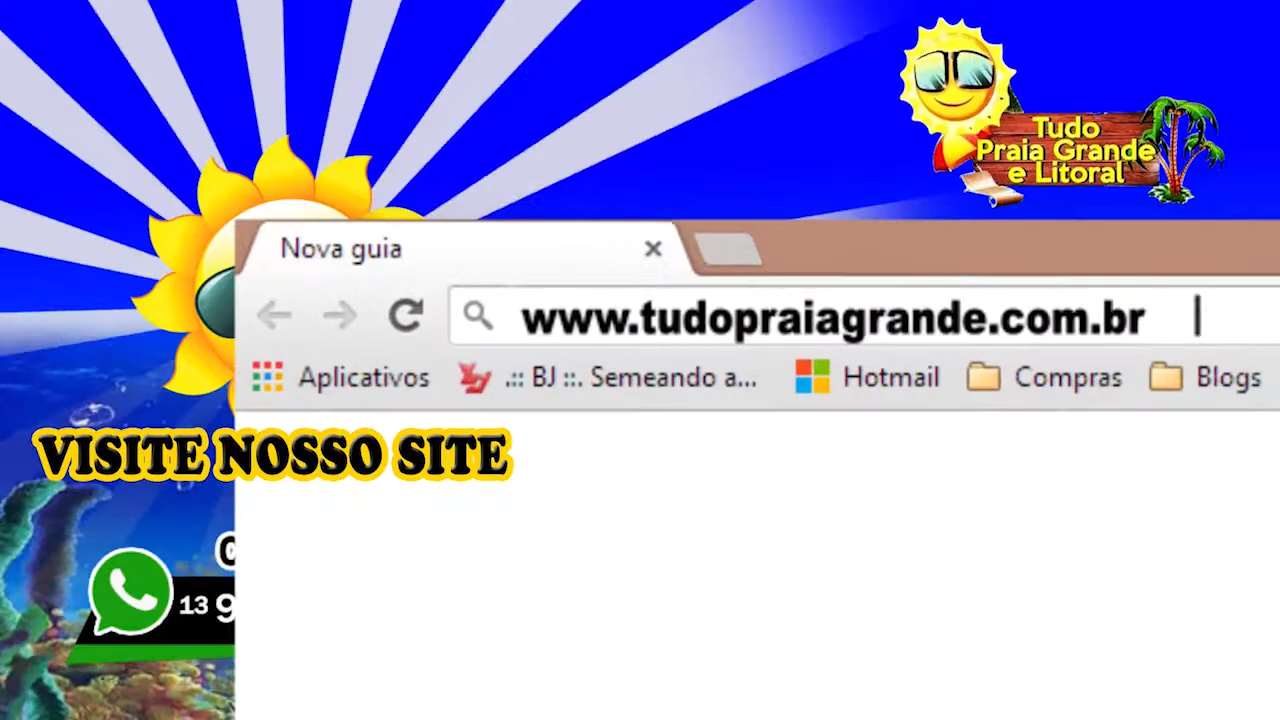 Tudo
Praia Grande
e Litoral
Nova guia
www.tudopraiagrande.com.br
Aplicativos
.:: BJ ::. Semeando a...
Hotmail
Compras
Blogs
VISITE NOSSO SITE
13 9